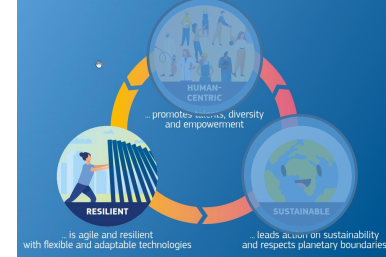 HUMAN-
CENTRIC
... promotes talents, diversity
and empowerment
RESILIENT
... is agile and resilient
with flexible and adaptable technologies
SUSTAINABLE
... leads action on sustainability
and respects planetary boundaries